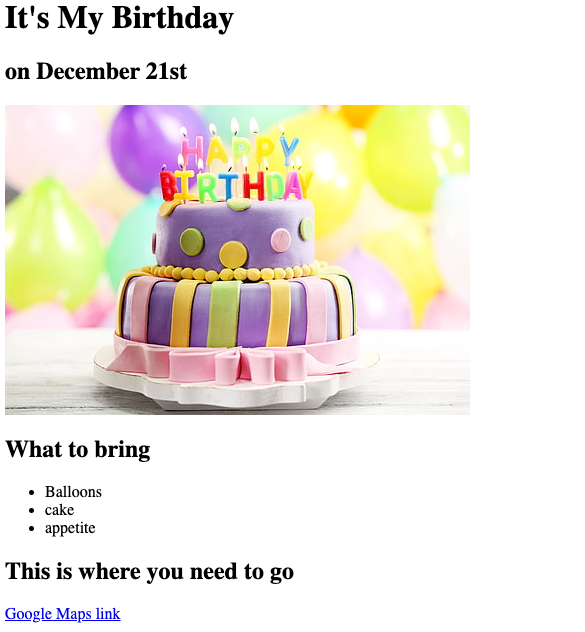 It's My Birthday
on December 21st
HAPPY
BIRTHDAY
What to bring
Balloons
cake
appetite
This is where you need to go
Google Maps link